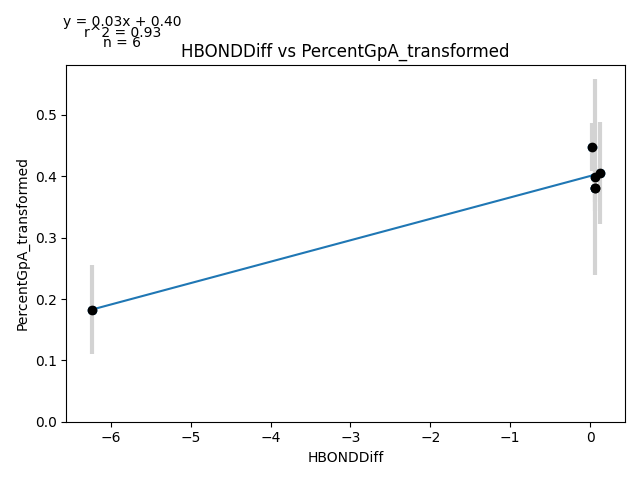 y = 0.03x + 0.40
r^2 = 0.93
n = 6
HBONDDiff vs PercentGpA_transformed
PercentGpA_transformed
0.5
0.4
0.3
0.2
0.1
0.0
−6
−5
−4
−3
−2
−1
0
HBONDDiff